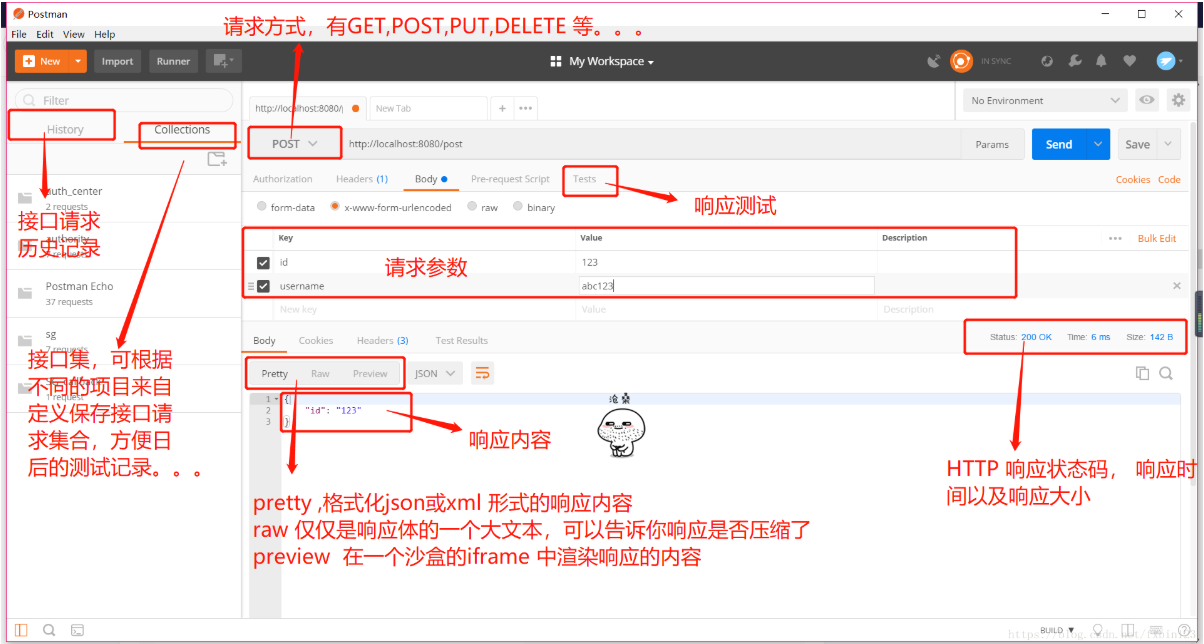 Postman
请求方式，有GET,POST,PUT,DELETE 等。。。
File Edit View Help
New Import Runner My Workspace IN SYNC
Filter
http://localhost:8080/ New Tab + ••• No Environment
History Collections
POST http://localhost:8080/post Params Send Save
Authorization Headers (1) Body Pre-request Script Tests Cookies Code
auth_center
2 requests
form-data x-www-form-urlencoded raw binary
响应测试
接口请求
历史记录
authority
requests
Key Value Description ••• Bulk Edit
id 123
请求参数
username abc123
New key Value Description
Postman Echo
37 requests
sg
7 requests
Body Cookies Headers (3) Test Results Status: 200 OK Time: 6 ms Size: 142 B
接口集，可根据
不同的项目来自
定义保存接口请
求集合，方便日
后的测试记录。。。
1 request
Pretty Raw Preview JSON
1 {
2 "id": "123"
3 }
响应内容
HTTP 响应状态码， 响应时
间以及响应大小
pretty ,格式化json或xml 形式的响应内容
raw 仅仅是响应体的一个大文本，可以告诉你响应是否压缩了
preview 在一个沙盒的iframe 中渲染响应的内容
BUILD